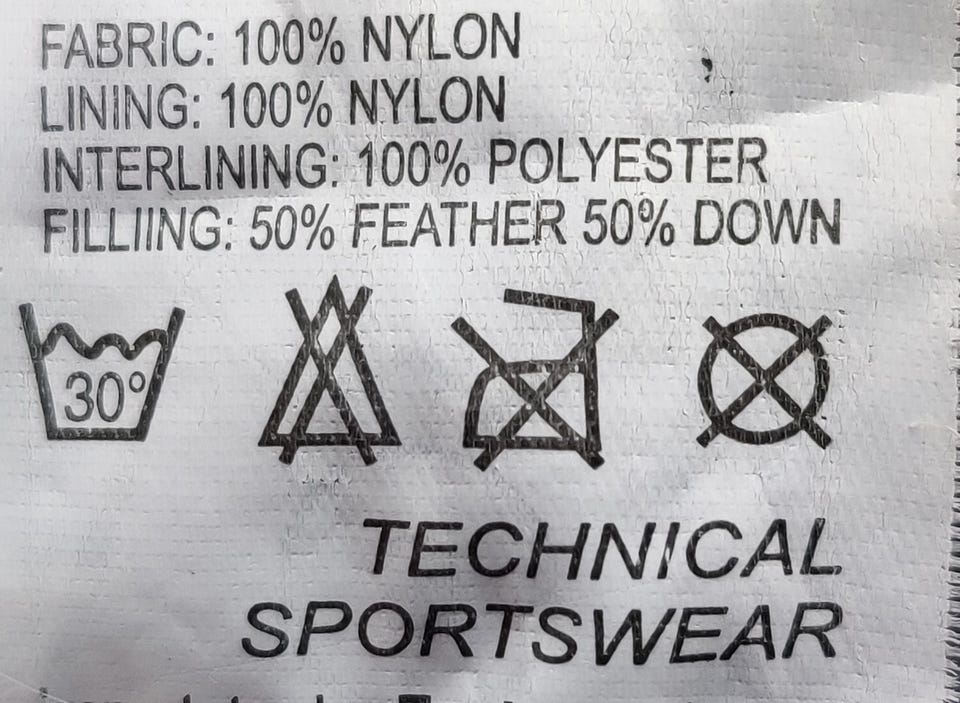 FABRIC: 100% NYLON
LINING: 100% NYLON
INTERLINING: 100% POLYESTER
FILLIING: 50% FEATHER 50% DOWN
30°
TECHNICAL
SPORTSWEAR